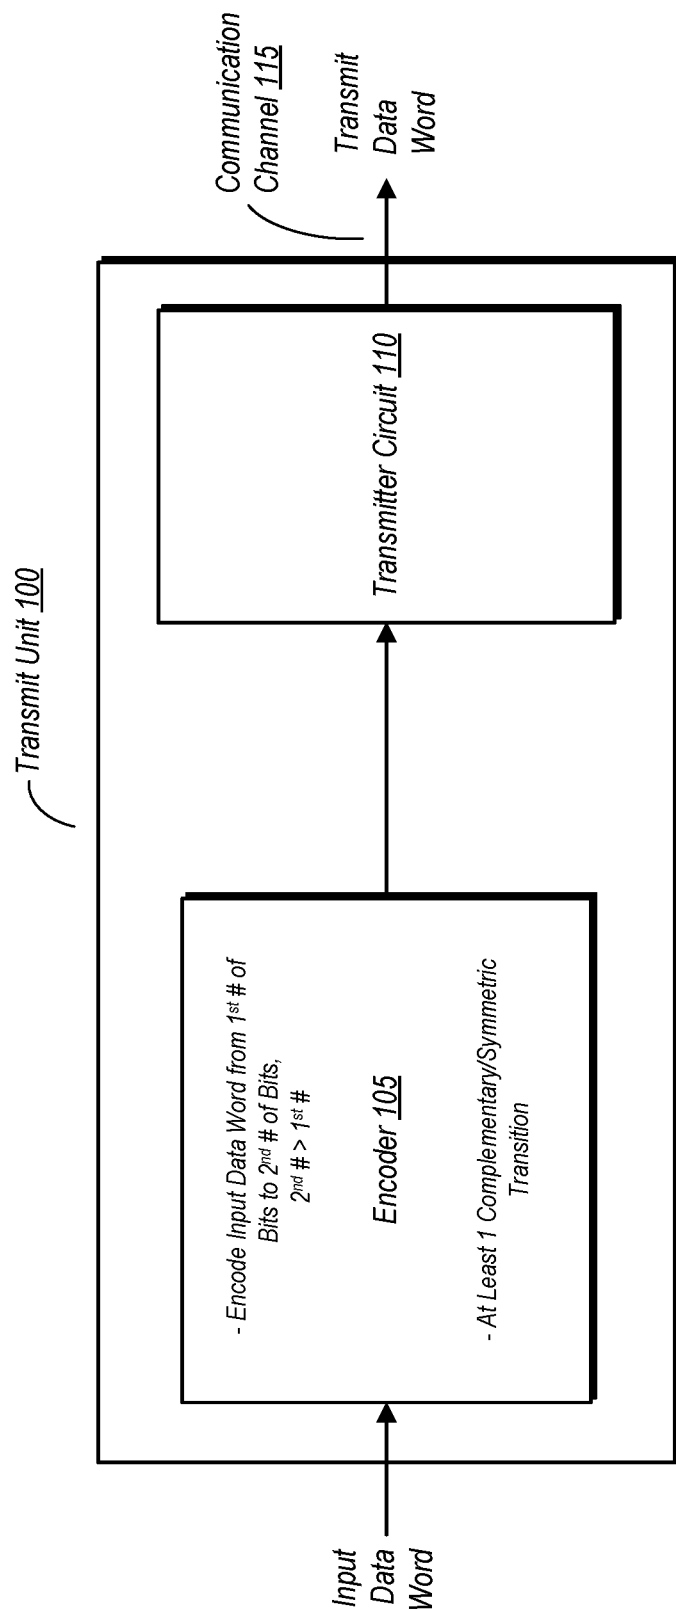 Transmit Unit 100
Input
Data
Word
- Encode Input Data Word from 1st # of
Bits to 2nd # of Bits,
2nd # > 1st #
Encoder 105
- At Least 1 Complementary/Symmetric
Transition
Transmitter Circuit 110
Communication
Channel 115
Transmit
Data
Word